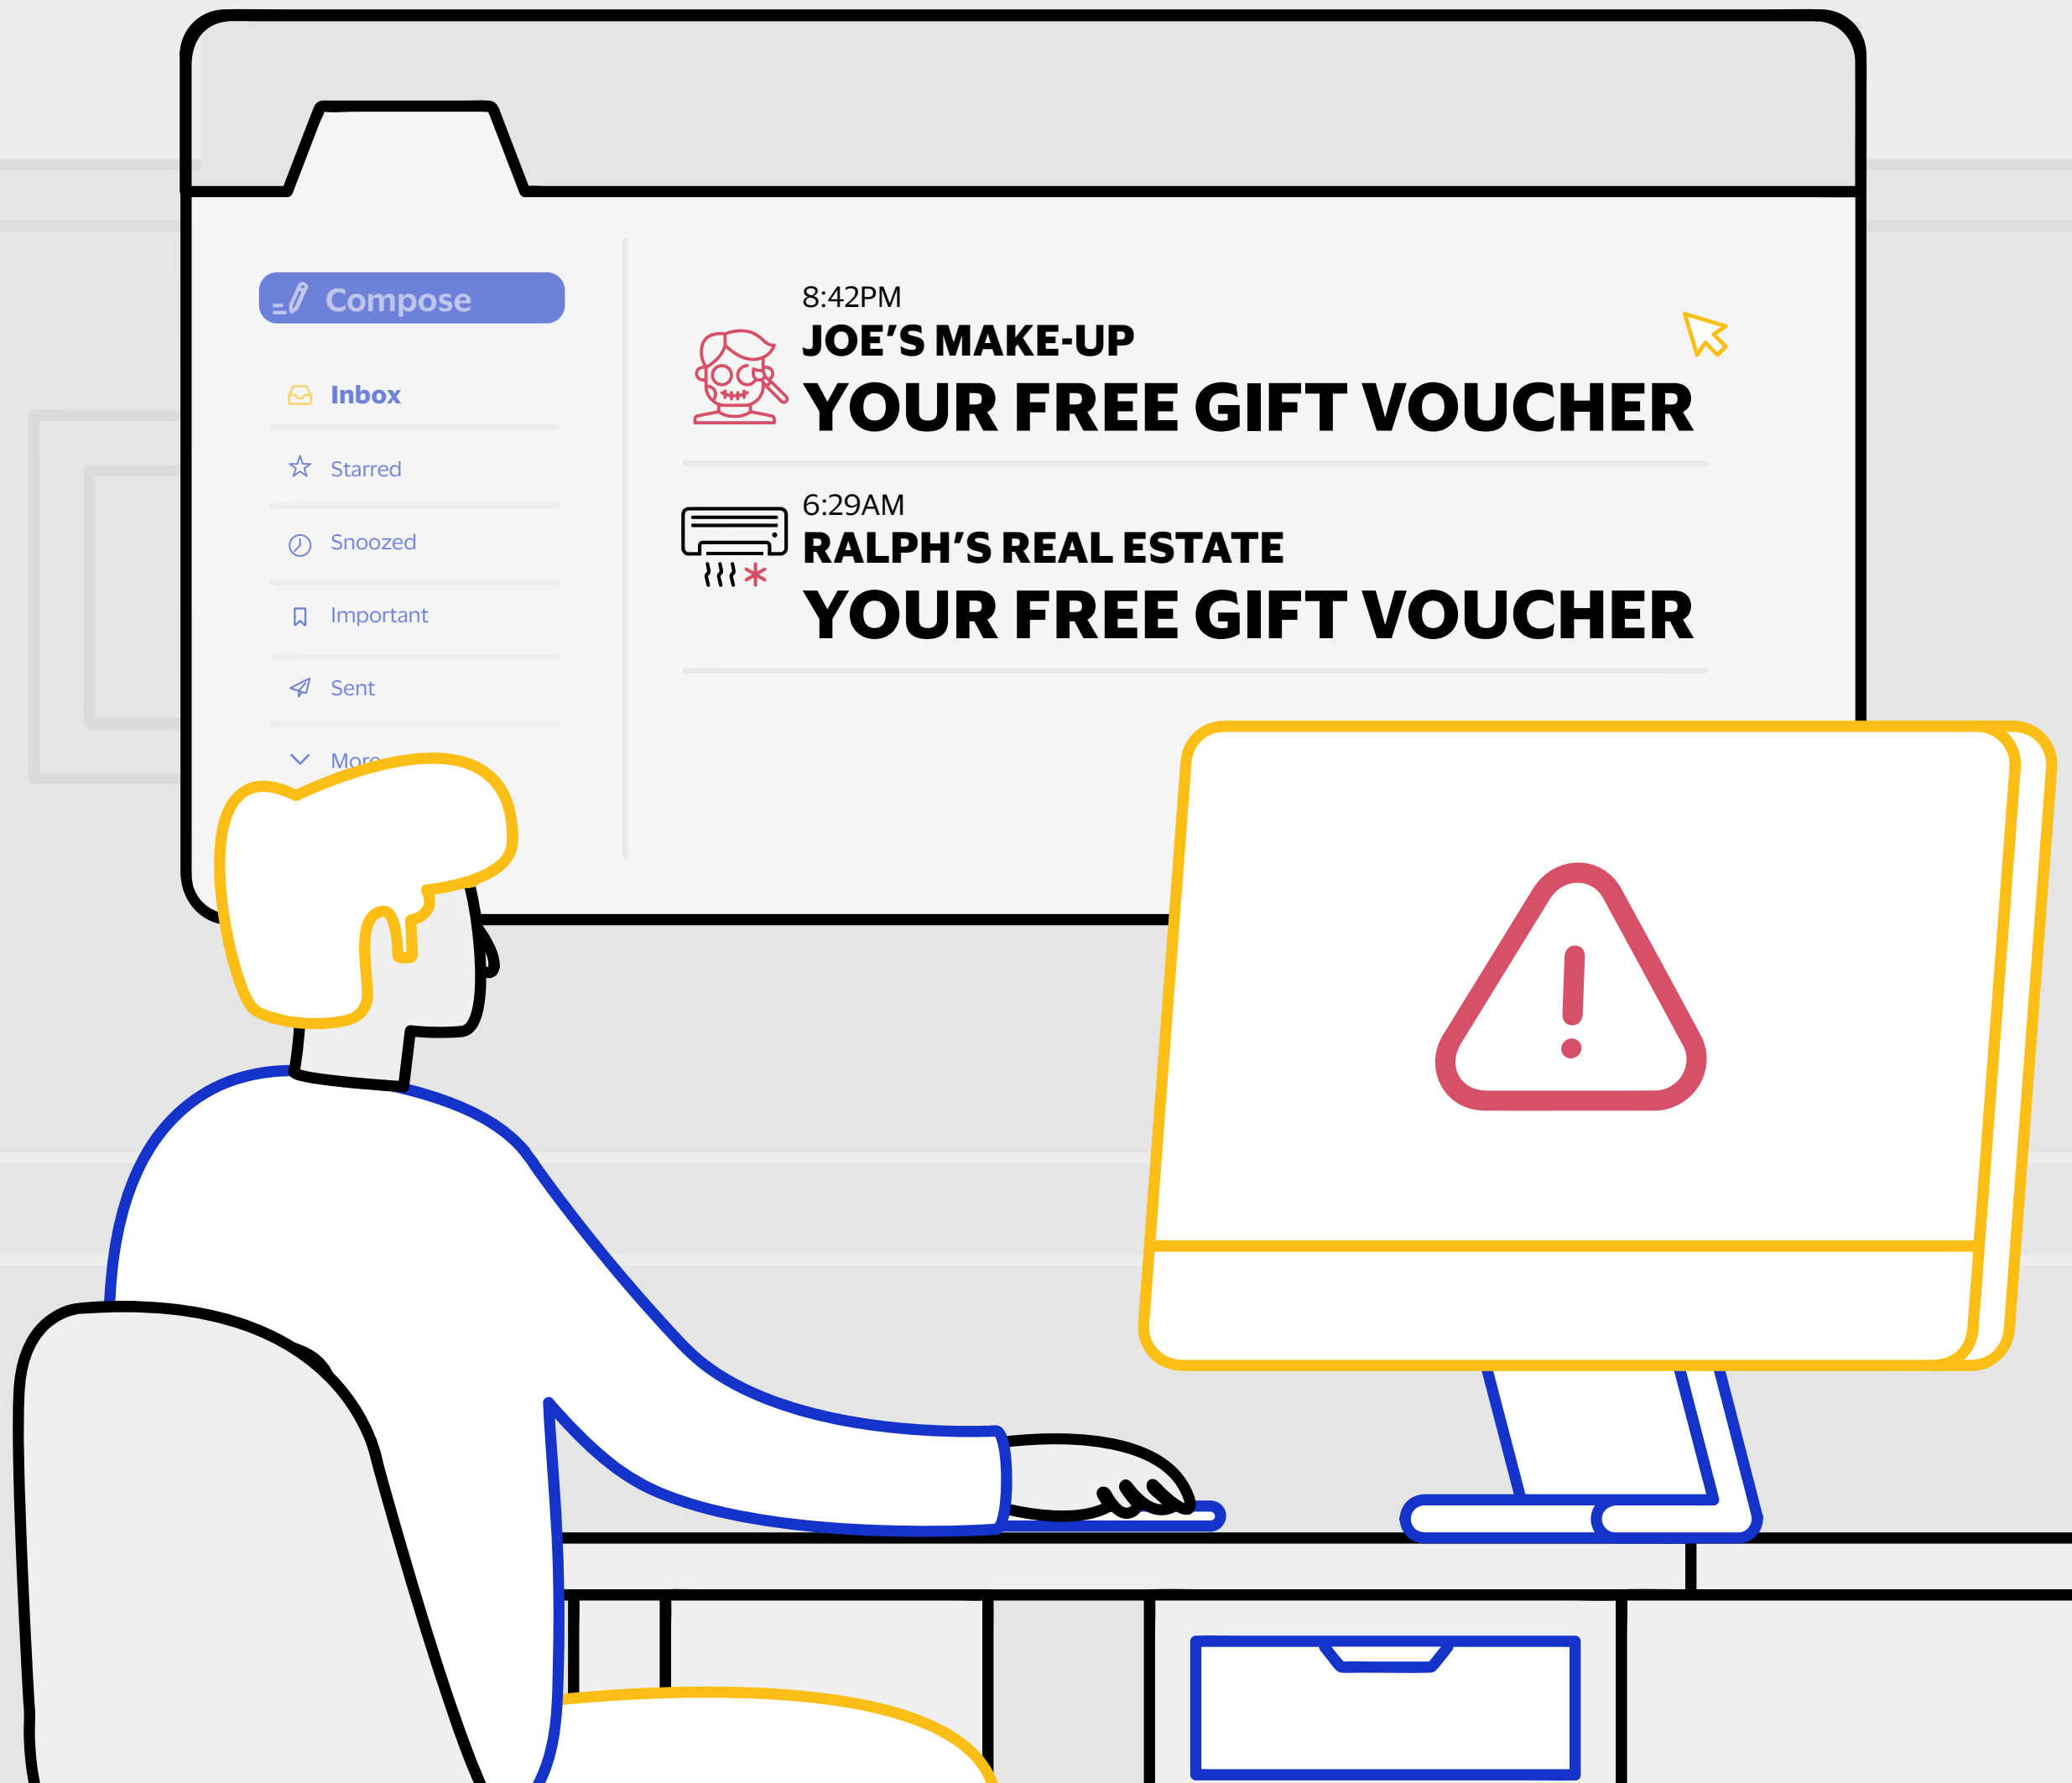 Compose
Inbox
Starred
Snoozed
Important
Sent
More
8:42PM
JOE’S MAKE-UP
YOUR FREE GIFT VOUCHER
6:29AM
RALPH’S REAL ESTATE
YOUR FREE GIFT VOUCHER